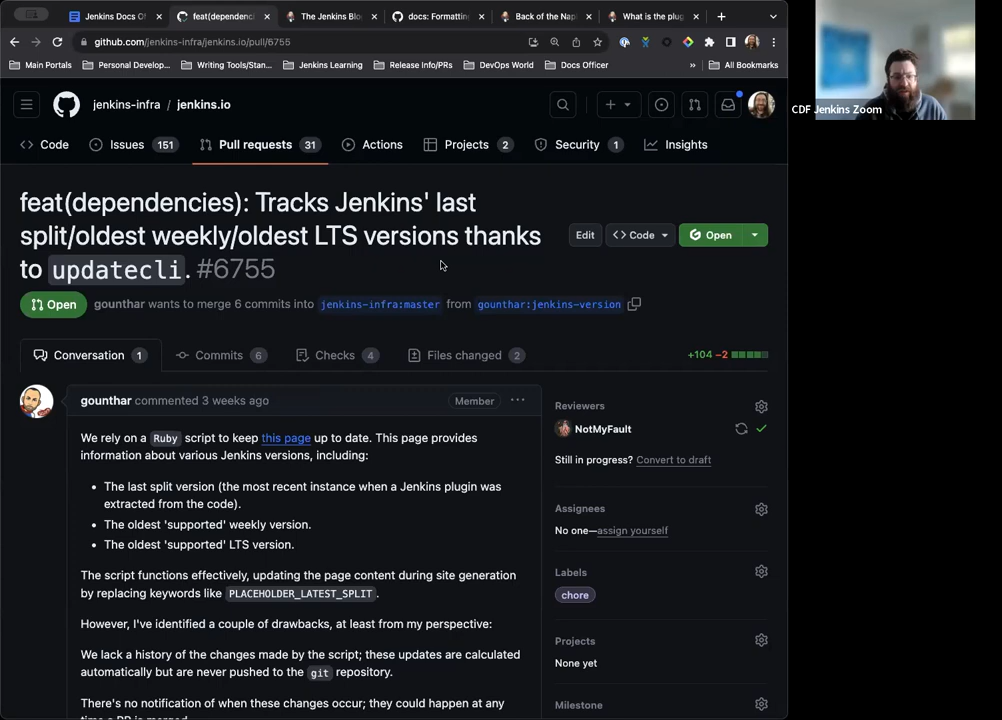 Jenkins Docs Of
feat(dependenci
The Jenkins Blo
docs: Formattin
Back of the Nap
What is the plug
github.com/jenkins-infra/jenkins.io/pull/6755
Main Portals
Personal Develop...
Writing Tools/Stan...
Jenkins Learning
Release Info/PRs
DevOps World
Docs Officer
»
All Bookmarks
CDF Jenkins Zoom
jenkins-infra / jenkins.io
Code
Issues 151
Pull requests 31
Actions
Projects 2
Security 1
Insights
feat(dependencies): Tracks Jenkins' last
split/oldest weekly/oldest LTS versions thanks
to updatecli. #6755
Edit
Code
Open
Open
gounthar wants to merge 6 commits into jenkins-infra:master from gounthar:jenkins-version
Conversation 1
Commits 6
Checks 4
Files changed 2
+104 −2
gounthar commented 3 weeks ago
Member
We rely on a Ruby script to keep this page up to date. This page provides
information about various Jenkins versions, including:
• The last split version (the most recent instance when a Jenkins plugin was
extracted from the code).
• The oldest 'supported' weekly version.
• The oldest 'supported' LTS version.
The script functions effectively, updating the page content during site generation
by replacing keywords like PLACEHOLDER_LATEST_SPLIT.
However, I've identified a couple of drawbacks, at least from my perspective:
We lack a history of the changes made by the script; these updates are calculated
automatically but are never pushed to the git repository.
There's no notification of when these changes occur; they could happen at any
time a PR is merged
Reviewers
NotMyFault
Still in progress? Convert to draft
Assignees
No one—assign yourself
Labels
chore
Projects
None yet
Milestone